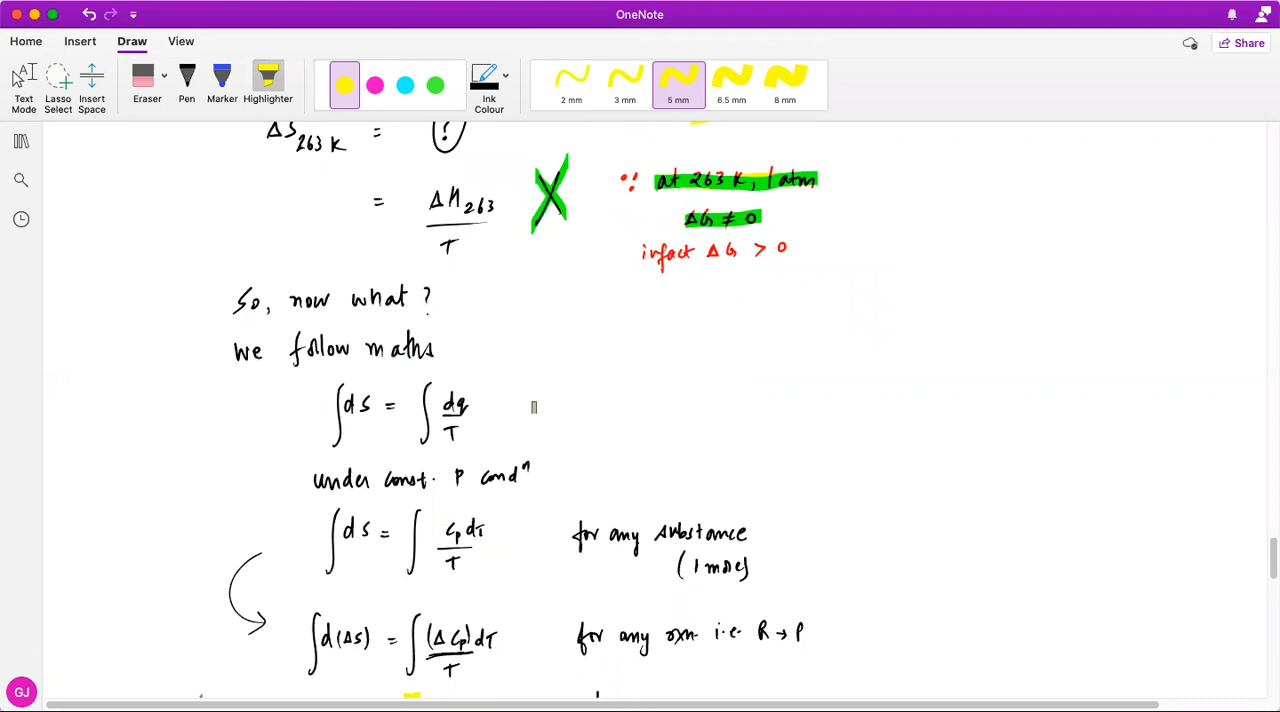 OneNote
Home Insert Draw View
Share
Text Mode
Lasso Select
Insert Space
Eraser
Pen
Marker
Highlighter
Ink Colour
2 mm
3 mm
5 mm
6.5 mm
8 mm
ΔS263 K = ?
= ΔH263 / T X ∵ at 263 K, 1 atm
ΔG ≠ 0
infact ΔG > 0
So, now what?
We follow maths
∫dS = ∫ dq / T
under const. P condn
∫dS = ∫ Cp dT / T for any substance
(1 mole)
∫d(ΔS) = ∫ (ΔCp) dT / T for any rxn. i.e. R → P
GJ